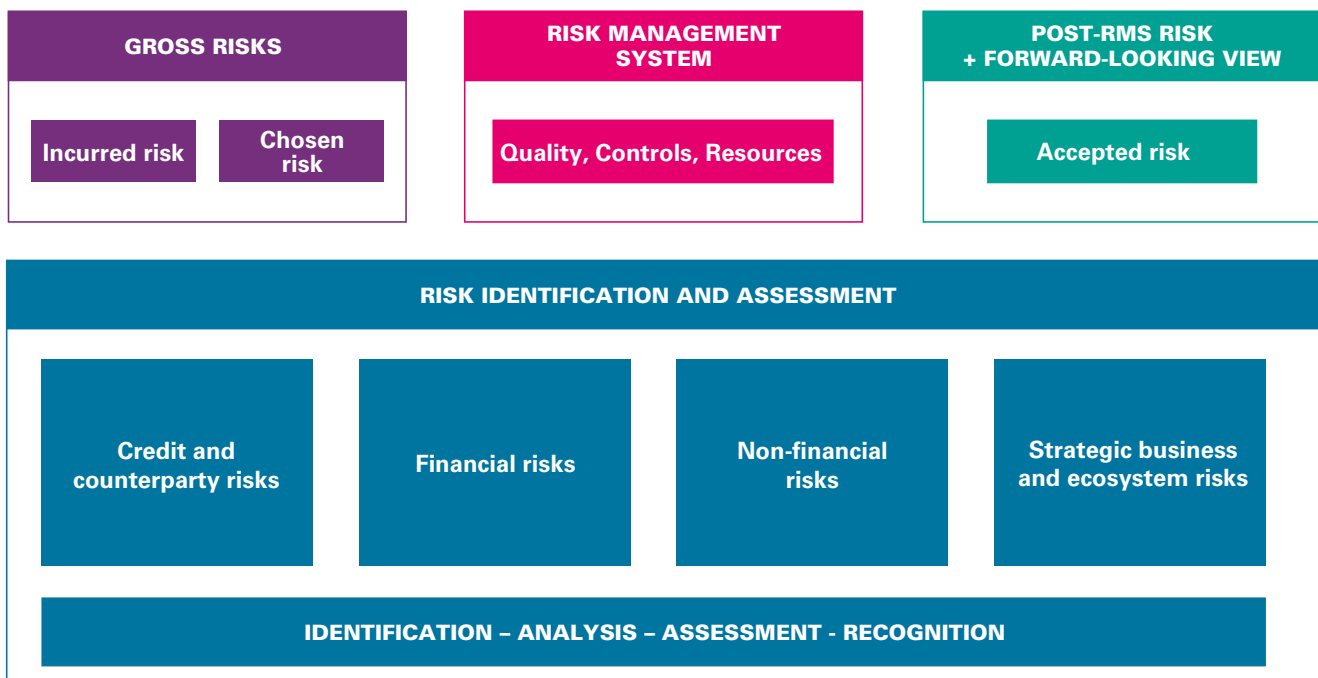 GROSS RISKS
Incurred risk
Chosen
risk
RISK MANAGEMENT
SYSTEM
Quality, Controls, Resources
POST-RMS RISK
+ FORWARD-LOOKING VIEW
Accepted risk
RISK IDENTIFICATION AND ASSESSMENT
Credit and
counterparty risks
Financial risks
Non-financial
risks
Strategic business
and ecosystem risks
IDENTIFICATION – ANALYSIS – ASSESSMENT - RECOGNITION